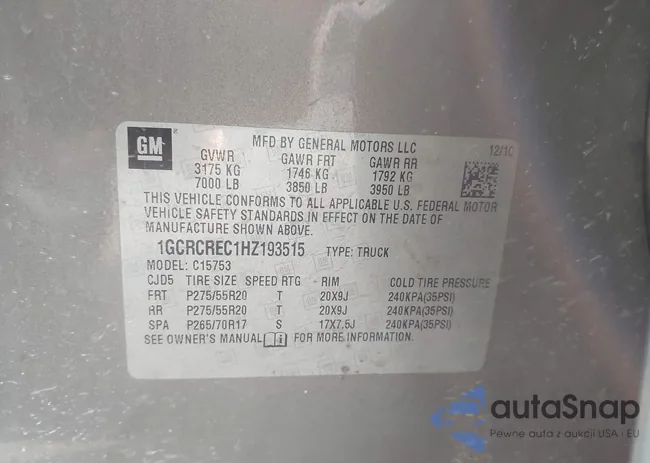 GM
MFD BY GENERAL MOTORS LLC
12/10
GVWR GAWR FRT GAWR RR
3175 KG 1746 KG 1792 KG
7000 LB 3850 LB 3950 LB
THIS VEHICLE CONFORMS TO ALL APPLICABLE U.S. FEDERAL MOTOR
VEHICLE SAFETY STANDARDS IN EFFECT ON THE DATE OF
MANUFACTURE SHOWN ABOVE.
1GCRCREC1HZ193515 TYPE: TRUCK
MODEL: C15753
CJD5 TIRE SIZE SPEED RTG RIM COLD TIRE PRESSURE
FRT P275/55R20 T 20X9J 240KPA(35PSI)
RR P275/55R20 T 20X9J 240KPA(35PSI)
SPA P265/70R17 S 17X7.5J 240KPA(35PSI)
SEE OWNER'S MANUAL FOR MORE INFORMATION.
autaSnap
Pewne auta z aukcji USA i EU